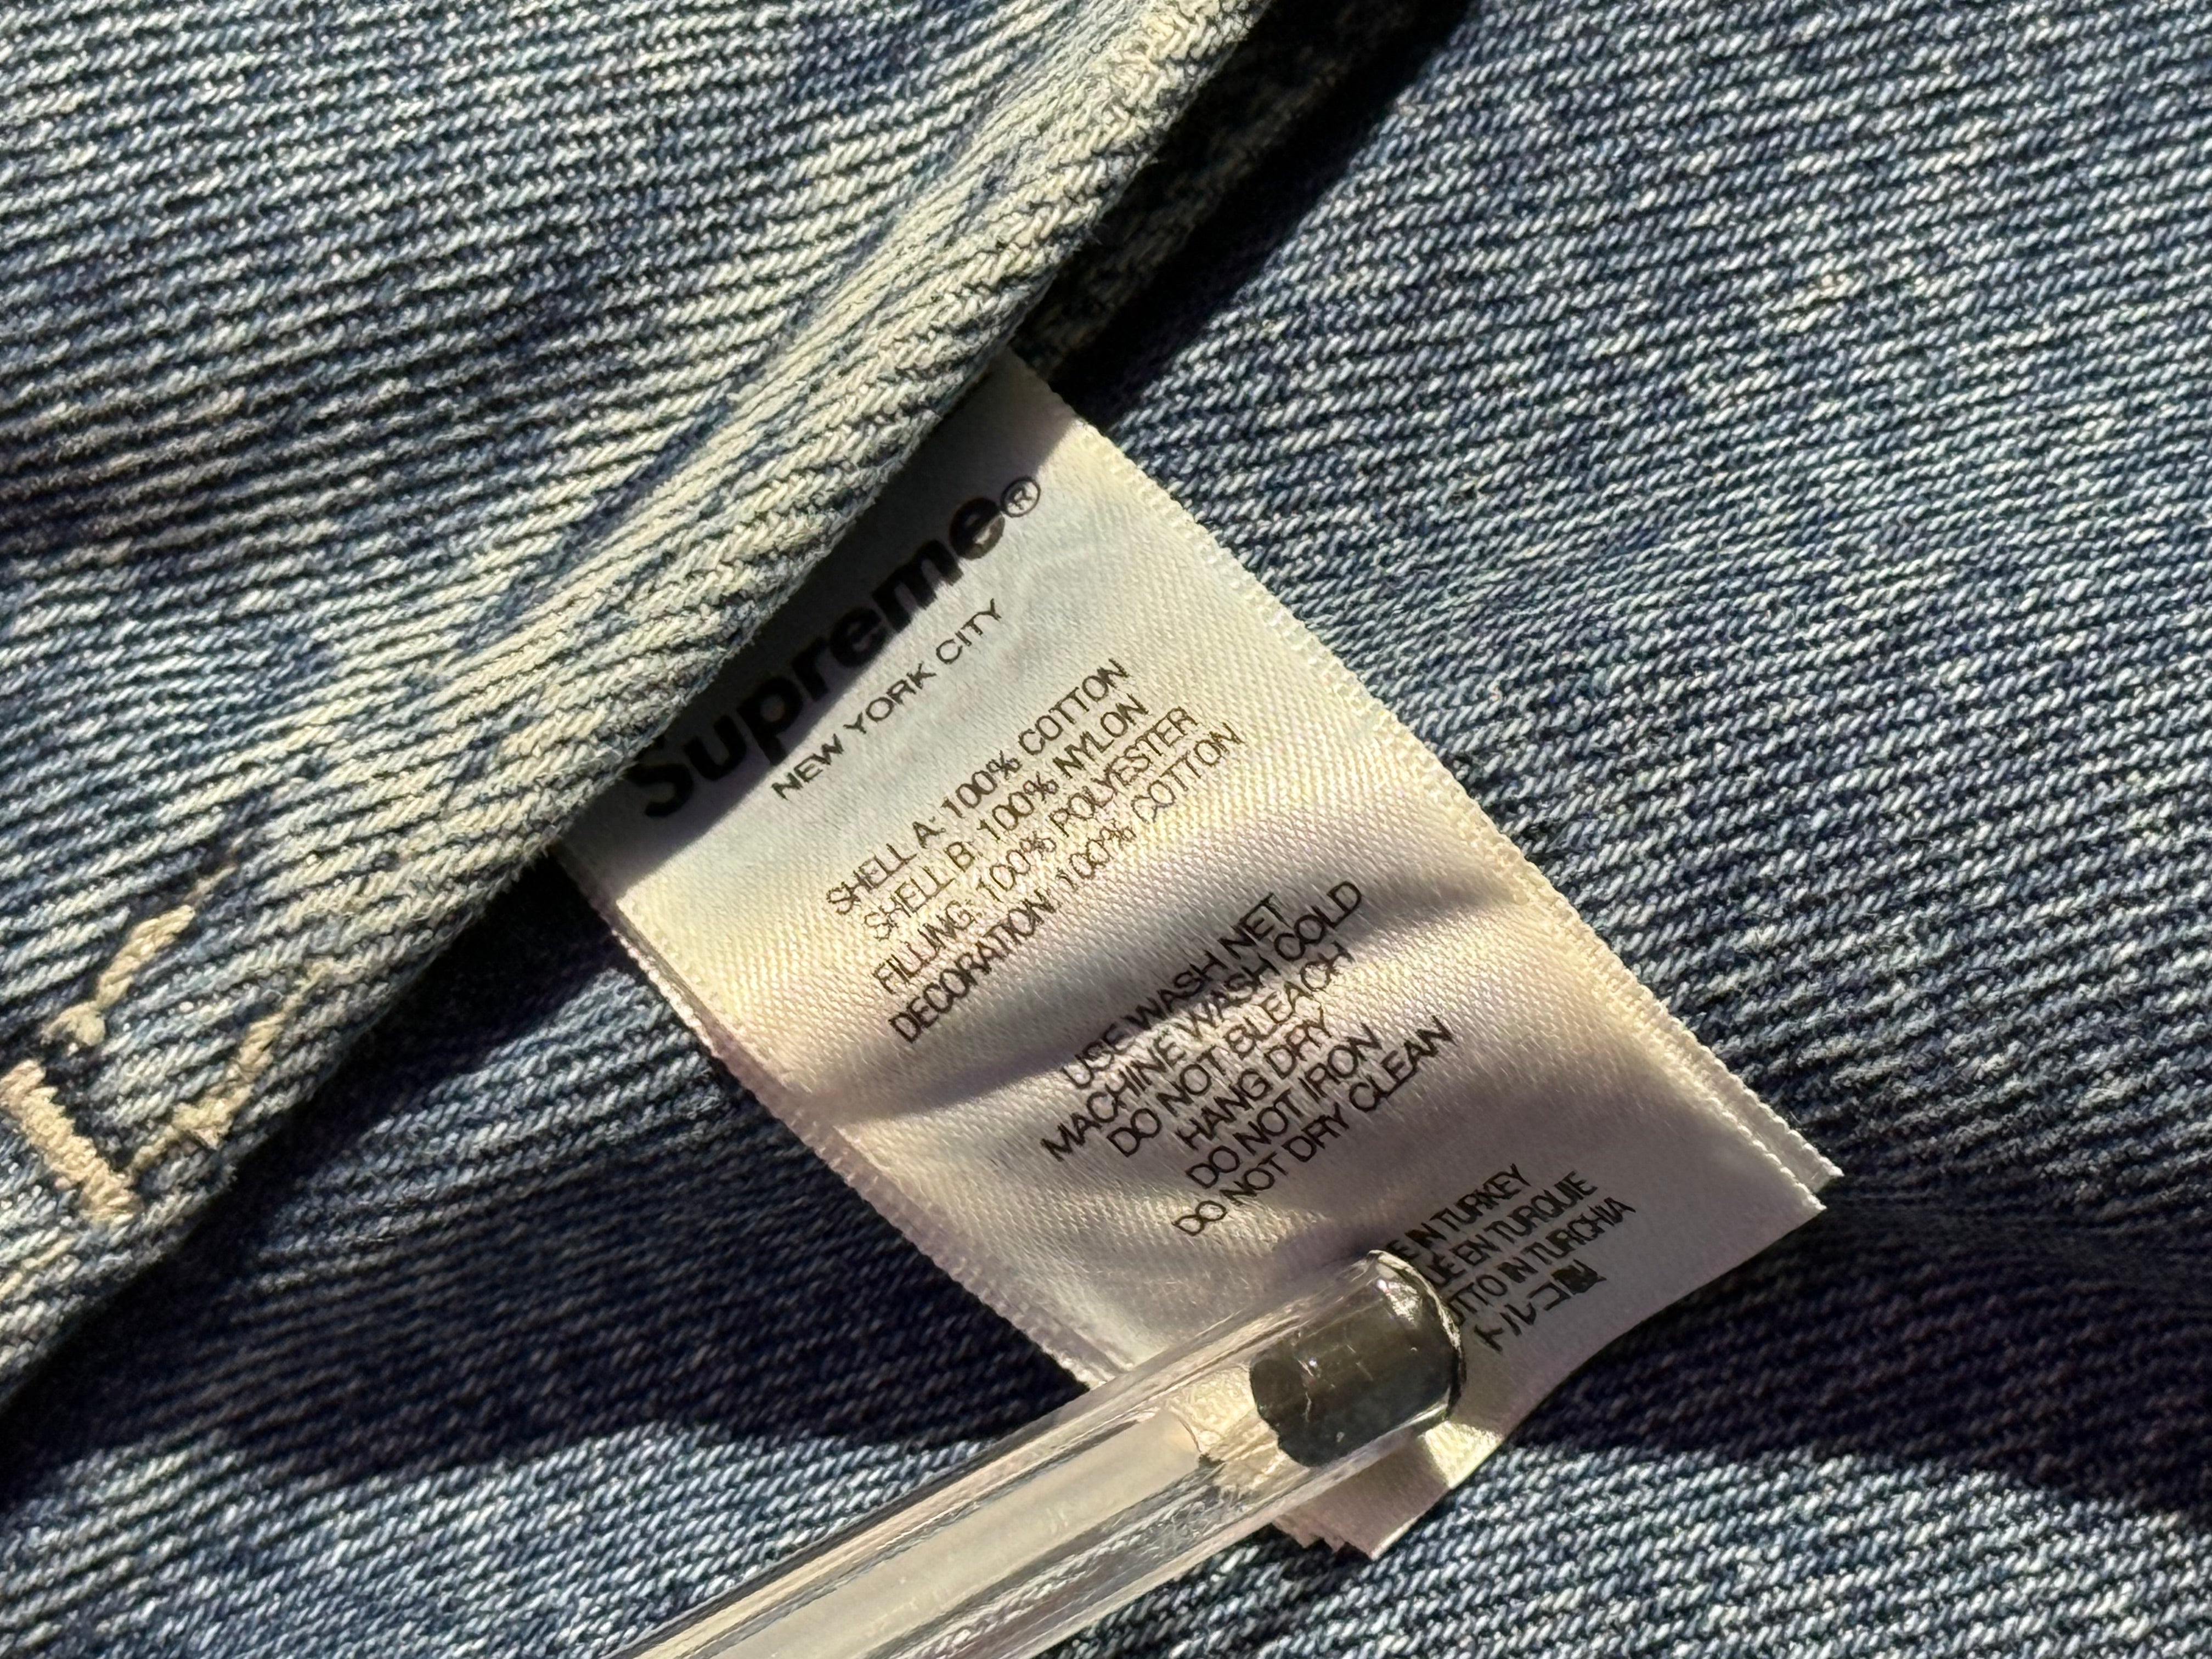 Supreme®
NEW YORK CITY
SHELL A: 100% COTTON
SHELL B: 100% NYLON
FILLING: 100% POLYESTER
DECORATION: 100% COTTON
USE WASH NET
MACHINE WASH COLD
DO NOT BLEACH
HANG DRY
DO NOT IRON
DO NOT DRY CLEAN
IN TURKEY
EN TURQUIE
IN TURCHIA
トルコ製